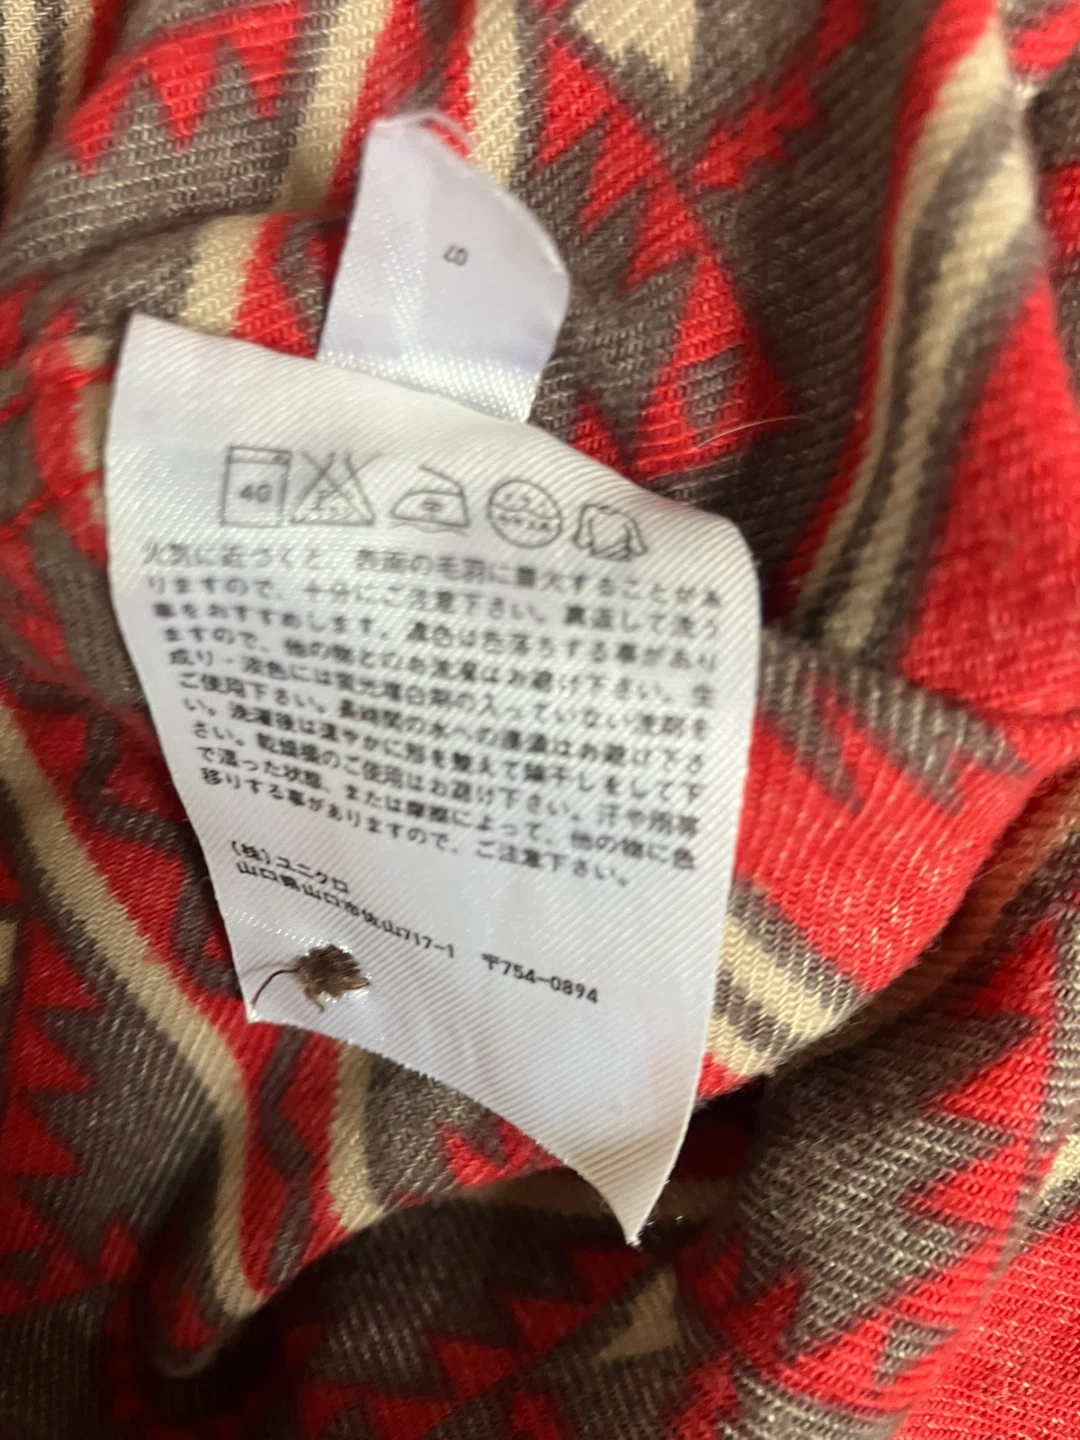 07
40
中
火気に近づくと、表面の毛羽に着火することがあ
りますので、十分にご注意下さい。裏返して洗う
事をおすすめします。濃色は色落ちする事があり
ますので、他の物とのお洗濯はお避け下さい。生
成り・淡色には蛍光増白剤の入っていない洗剤を
ご使用下さい。長時間の水への浸漬はお避け下さ
い。洗濯後は速やかに形を整えて陰干しをして下
さい。乾燥機のご使用はお避け下さい。汗や雨等
で湿った状態、または摩擦によって、他の物に色
移りする事がありますので、ご注意下さい。
(株)ユニクロ
山口県山口市佐山717-1 〒754-0894